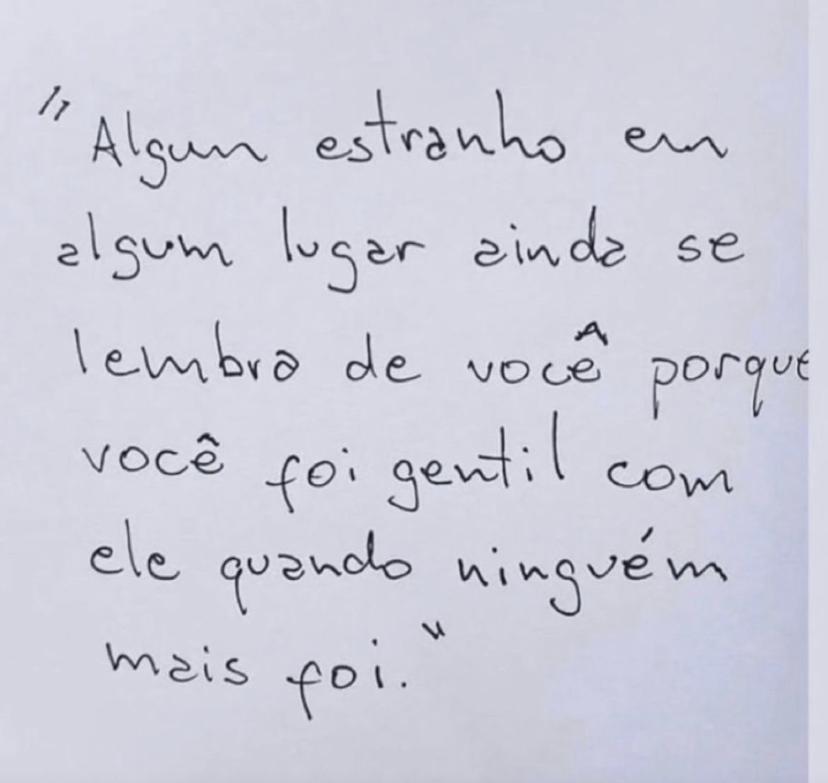 "Algum estranho em
algum lugar ainda se
lembra de você porque
você foi gentil com
ele quando ninguém
mais foi."